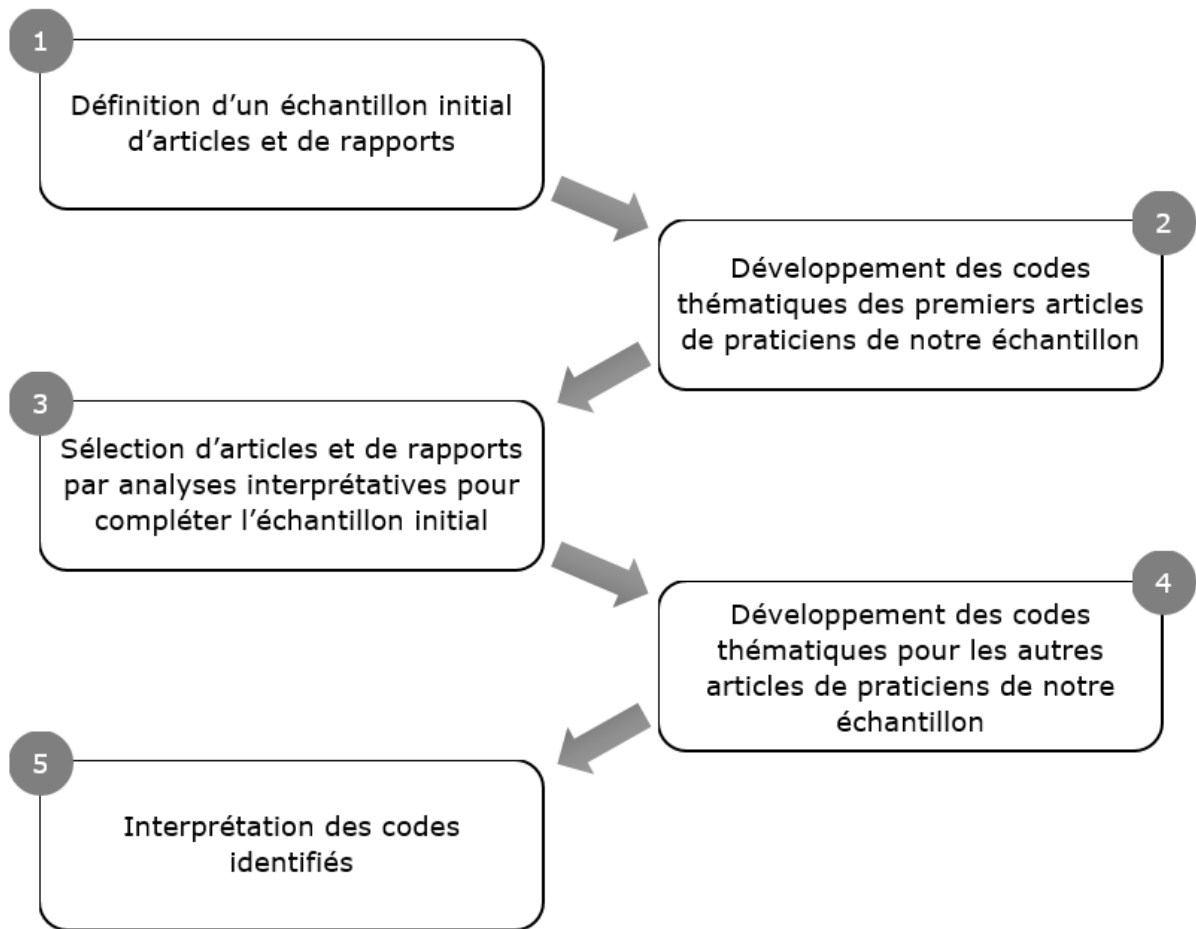 1
Définition d’un échantillon initial
d’articles et de rapports
2
Développement des codes
thématiques des premiers articles
de praticiens de notre échantillon
3
Sélection d’articles et de rapports
par analyses interprétatives pour
compléter l’échantillon initial
4
Développement des codes
thématiques pour les autres
articles de praticiens de notre
échantillon
5
Interprétation des codes
identifiés